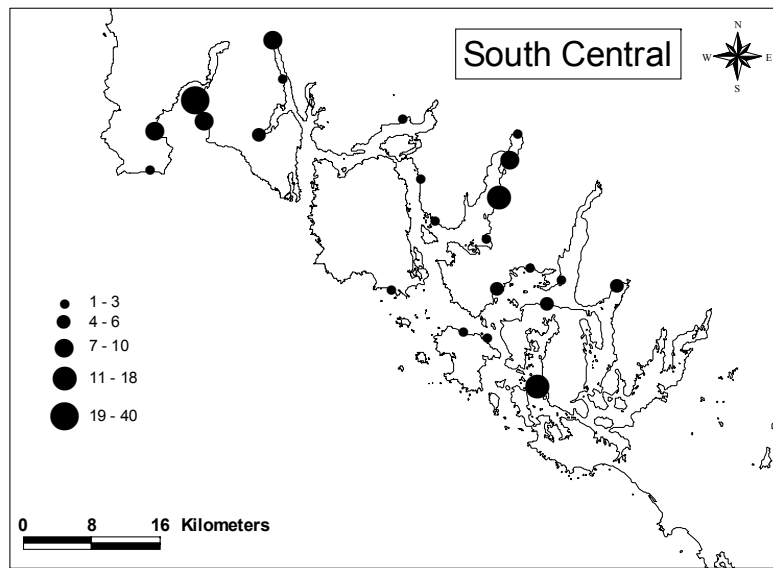 South Central
N
W E
S
1 - 3
4 - 6
7 - 10
11 - 18
19 - 40
0 8 16 Kilometers